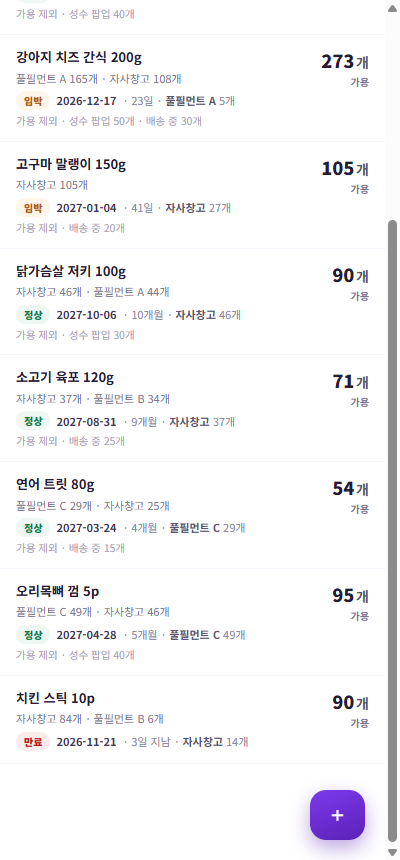 가용 제외 · 성수 팝업 40개
강아지 치즈 간식 200g
273개
풀필먼트 A 165개 · 자사창고 108개
가용
임박 2026-12-17 · 23일 · 풀필먼트 A 5개
가용 제외 · 성수 팝업 50개 · 배송 중 30개
고구마 말랭이 150g
105개
자사창고 105개
가용
임박 2027-01-04 · 41일 · 자사창고 27개
가용 제외 · 배송 중 20개
닭가슴살 져키 100g
90개
자사창고 46개 · 풀필먼트 A 44개
가용
정상 2027-10-06 · 10개월 · 자사창고 46개
가용 제외 · 성수 팝업 30개
소고기 육포 120g
71개
자사창고 37개 · 풀필먼트 B 34개
가용
정상 2027-08-31 · 9개월 · 자사창고 37개
가용 제외 · 배송 중 25개
연어 트릿 80g
54개
풀필먼트 C 29개 · 자사창고 25개
가용
정상 2027-03-24 · 4개월 · 풀필먼트 C 29개
가용 제외 · 배송 중 15개
오리목뼈 껌 5p
95개
풀필먼트 C 49개 · 자사창고 46개
가용
정상 2027-04-28 · 5개월 · 풀필먼트 C 49개
가용 제외 · 성수 팝업 40개
치킨 스틱 10p
90개
자사창고 84개 · 풀필먼트 B 6개
가용
만료 2026-11-21 · 3일 지남 · 자사창고 14개
+